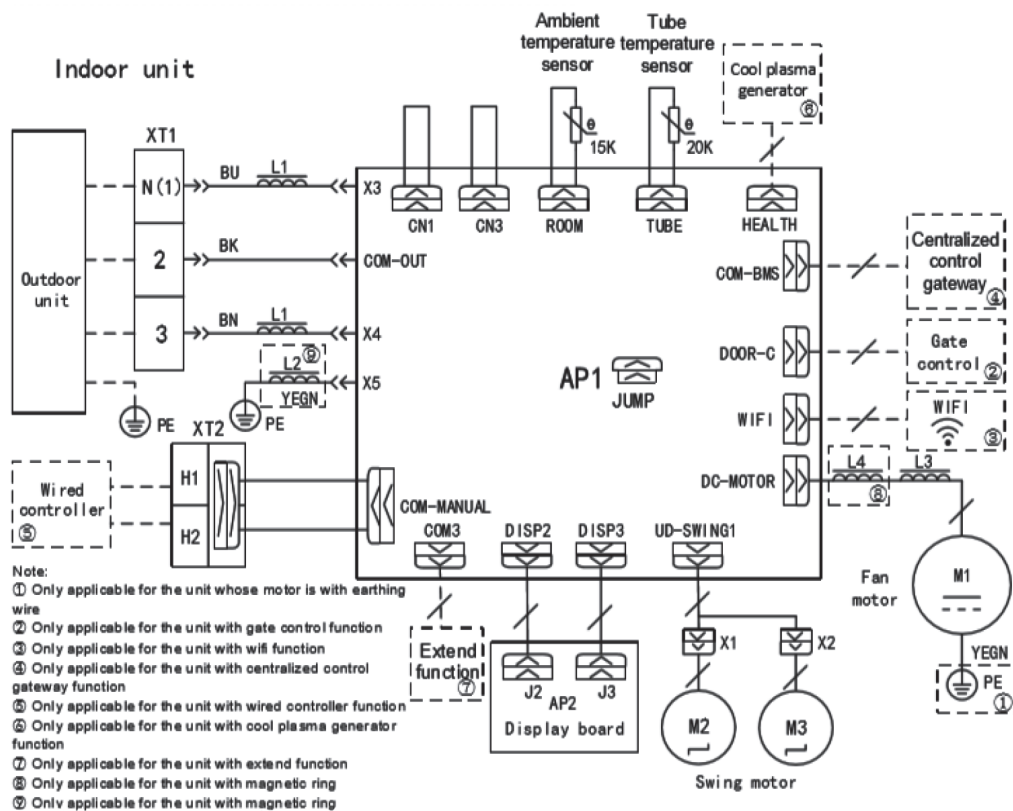 Indoor unit
Ambient
temperature
sensor
Tube
temperature
sensor
Cool plasma
generator
⑥
XT1
θ
15K
θ
20K
N(1)
BU
L1
X3
CN1
CN3
ROOM
TUBE
HEALTH
Outdoor
unit
2
BK
COM-OUT
COM-BMS
Centralized
control
gateway
④
3
BN
L1
X4
⑨
L2
YEGN
X5
PE
PE
AP1
JUMP
DOOR-C
Gate
control
②
WIFI
WIFI
③
XT2
H1
H2
Wired
controller
⑤
COM-MANUAL
DC-MOTOR
L4
⑧
L3
COM3
DISP2
DISP3
UD-SWING1
Fan
motor
M1
X1
X2
YEGN
PE
①
Extend
function
⑦
J2
J3
AP2
Display board
M2
M3
Swing motor
Note:
① Only applicable for the unit whose motor is with earthing
wire
② Only applicable for the unit with gate control function
③ Only applicable for the unit with wifi function
④ Only applicable for the unit with centralized control
gateway function
⑤ Only applicable for the unit with wired controller function
⑥ Only applicable for the unit with cool plasma generator
function
⑦ Only applicable for the unit with extend function
⑧ Only applicable for the unit with magnetic ring
⑨ Only applicable for the unit with magnetic ring